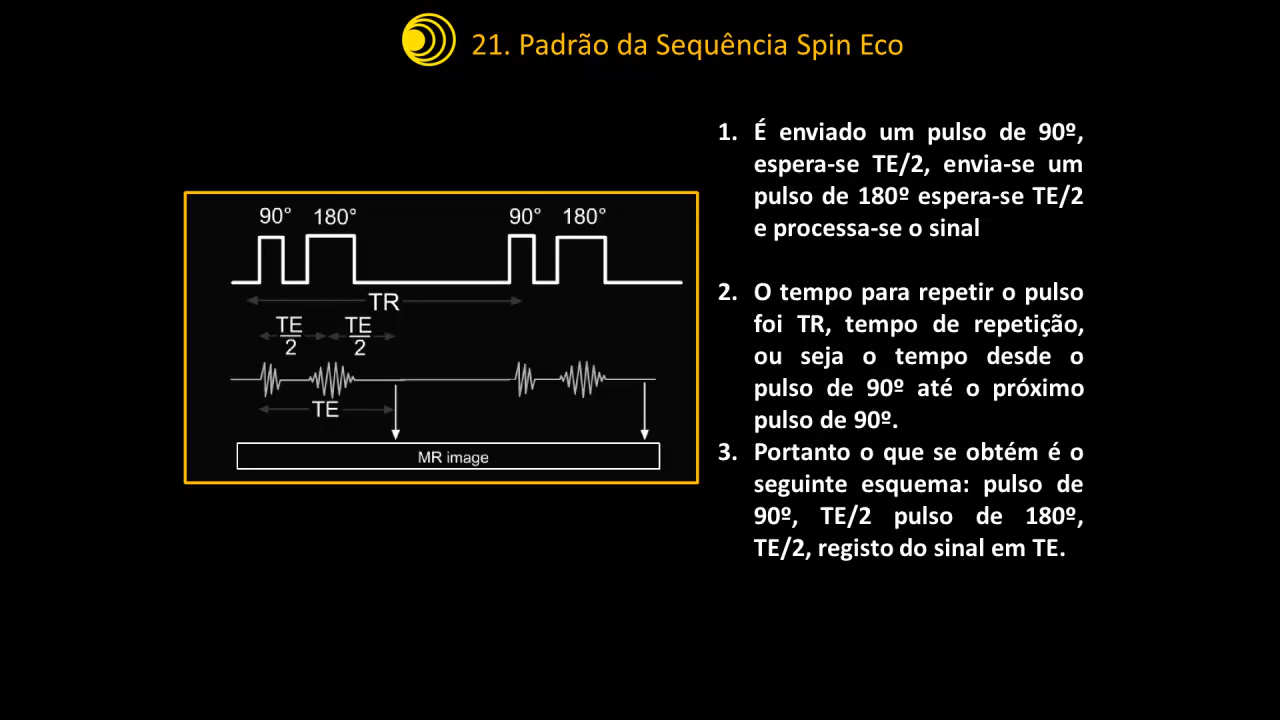 21. Padrão da Sequência Spin Eco
90° 180° 90° 180°
TR
TE/2 TE/2
TE
MR image
1. É enviado um pulso de 90º,
espera-se TE/2, envia-se um
pulso de 180º espera-se TE/2
e processa-se o sinal
2. O tempo para repetir o pulso
foi TR, tempo de repetição,
ou seja o tempo desde o
pulso de 90º até o próximo
pulso de 90º.
3. Portanto o que se obtém é o
seguinte esquema: pulso de
90º, TE/2 pulso de 180º,
TE/2, registo do sinal em TE.